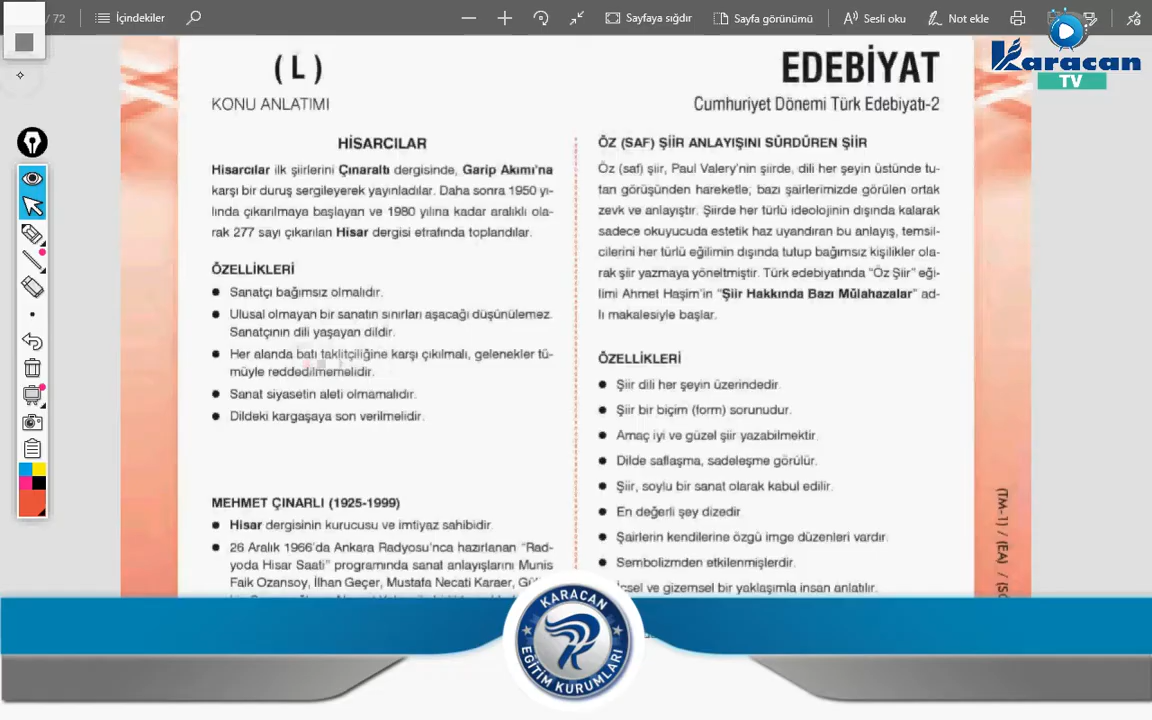 / 72
İçindekiler
Sayfaya sığdır
Sayfa görünümü
Sesli oku
Not ekle
Karacan
TV
( L )
KONU ANLATIMI
EDEBİYAT
Cumhuriyet Dönemi Türk Edebiyatı-2
HİSARCILAR
Hisarcılar ilk şiirlerini Çınaraltı dergisinde, Garip Akımı'na
karşı bir duruş sergileyerek yayınladılar. Daha sonra 1950 yı-
lında çıkarılmaya başlayan ve 1980 yılına kadar aralıklı ola-
rak 277 sayı çıkarılan Hisar dergisi etrafında toplandılar.
ÖZELLİKLERİ
● Sanatçı bağımsız olmalıdır.
● Ulusal olmayan bir sanatın sınırları aşacağı düşünülemez.
Sanatçının dili yaşayan dildir.
● Her alanda batı taklitçiliğine karşı çıkılmalı, gelenekler tü-
müyle reddedilmemelidir.
● Sanat siyasetin aleti olmamalıdır.
● Dildeki kargaşaya son verilmelidir.
MEHMET ÇINARLI (1925-1999)
● Hisar dergisinin kurucusu ve imtiyaz sahibidir.
● 26 Aralık 1966'da Ankara Radyosu'nca hazırlanan “Rad-
yoda Hisar Saati” programında sanat anlayışlarını Munis
Faik Ozansoy, İlhan Geçer, Mustafa Necati Karaer,
ÖZ (SAF) ŞİİR ANLAYIŞINI SÜRDÜREN ŞİİR
Öz (saf) şiir, Paul Valery'nin şiirde, dili her şeyin üstünde tu-
tan görüşünden hareketle; bazı şairlerimizde görülen ortak
zevk ve anlayıştır. Şiirde her türlü ideolojinin dışında kalarak
sadece okuyucuda estetik haz uyandıran bu anlayış, temsil-
cilerini her türlü eğilimin dışında tutup bağımsız kişilikler ola-
rak şiir yazmaya yöneltmiştir. Türk edebiyatında “Öz Şiir” eği-
limi Ahmet Haşim'in “Şiir Hakkında Bazı Mülahazalar” ad-
lı makalesiyle başlar.
ÖZELLİKLERİ
● Şiir dili her şeyin üzerindedir.
● Şiir bir biçim (form) sorunudur.
● Amaç iyi ve güzel şiir yazabilmektir.
● Dilde saflaşma, sadeleşme görülür.
● Şiir, soylu bir sanat olarak kabul edilir.
● En değerli şey dizedir.
● Şairlerin kendilerine özgü imge düzenleri vardır.
● Sembolizmden etkilenmişlerdir.
ve gizemsel bir yaklaşımla insan anlatılır.
(TM-1) / (EA) /
KARACAN
EĞİTİM KURUMLARI